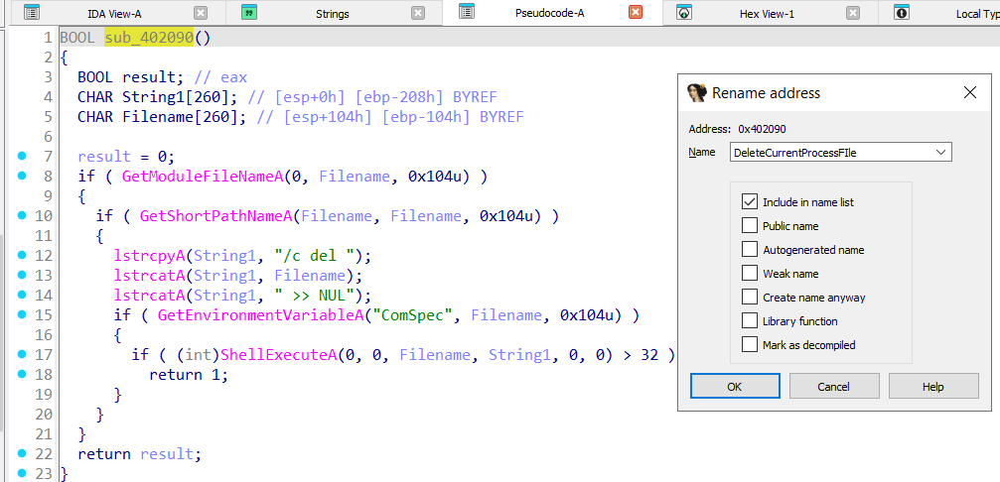 IDA View-A
Strings
Pseudocode-A
Hex View-1
Local Typ
1 BOOL sub_402090()
2 {
3 BOOL result; // eax
4 CHAR String1[260]; // [esp+0h] [ebp-208h] BYREF
5 CHAR Filename[260]; // [esp+104h] [ebp-104h] BYREF
6
7 result = 0;
8 if ( GetModuleFileNameA(0, Filename, 0x104u) )
9 {
10 if ( GetShortPathNameA(Filename, Filename, 0x104u) )
11 {
12 lstrcpyA(String1, "/c del ");
13 lstrcatA(String1, Filename);
14 lstrcatA(String1, " >> NUL");
15 if ( GetEnvironmentVariableA("ComSpec", Filename, 0x104u) )
16 {
17 if ( (int)ShellExecuteA(0, 0, Filename, String1, 0, 0) > 32 )
18 return 1;
19 }
20 }
21 }
22 return result;
23 }
Rename address
Address: 0x402090
Name DeleteCurrentProcessFIle
Include in name list
Public name
Autogenerated name
Weak name
Create name anyway
Library function
Mark as decompiled
OK
Cancel
Help